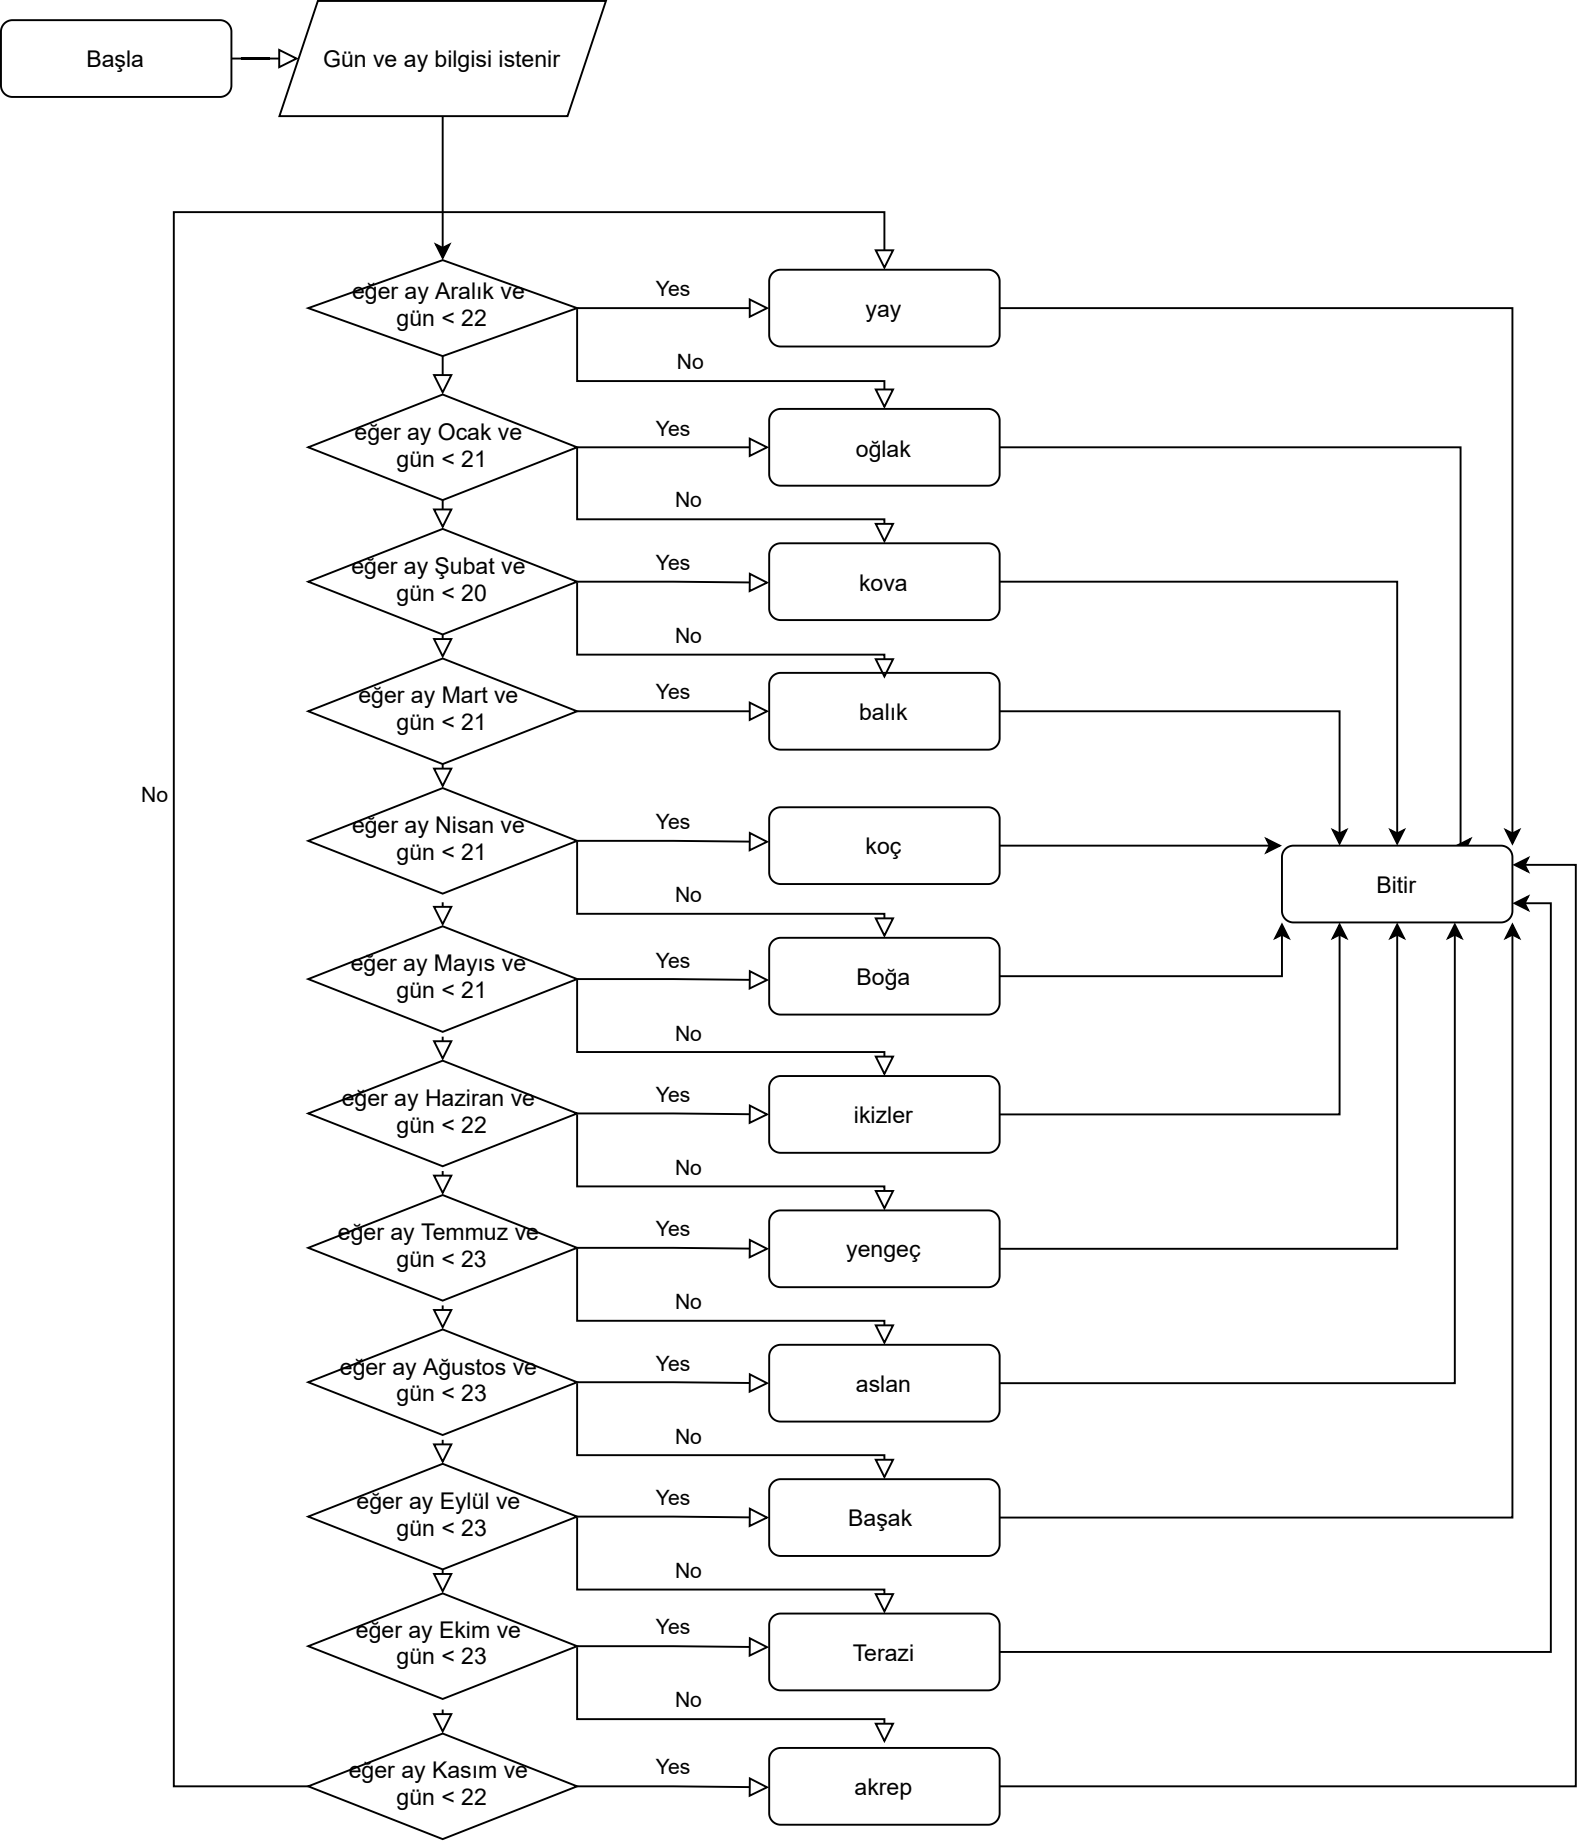 Başla
Gün ve ay bilgisi istenir
eğer ay Aralık ve
gün < 22
Yes
yay
No
eğer ay Ocak ve
gün < 21
Yes
oğlak
No
eğer ay Şubat ve
gün < 20
Yes
kova
No
eğer ay Mart ve
gün < 21
Yes
balık
No
eğer ay Nisan ve
gün < 21
Yes
koç
Bitir
No
eğer ay Mayıs ve
gün < 21
Yes
Boğa
No
eğer ay Haziran ve
gün < 22
Yes
ikizler
No
eğer ay Temmuz ve
gün < 23
Yes
yengeç
No
eğer ay Ağustos ve
gün < 23
Yes
aslan
No
eğer ay Eylül ve
gün < 23
Yes
Başak
No
eğer ay Ekim ve
gün < 23
Yes
Terazi
No
eğer ay Kasım ve
gün < 22
Yes
akrep